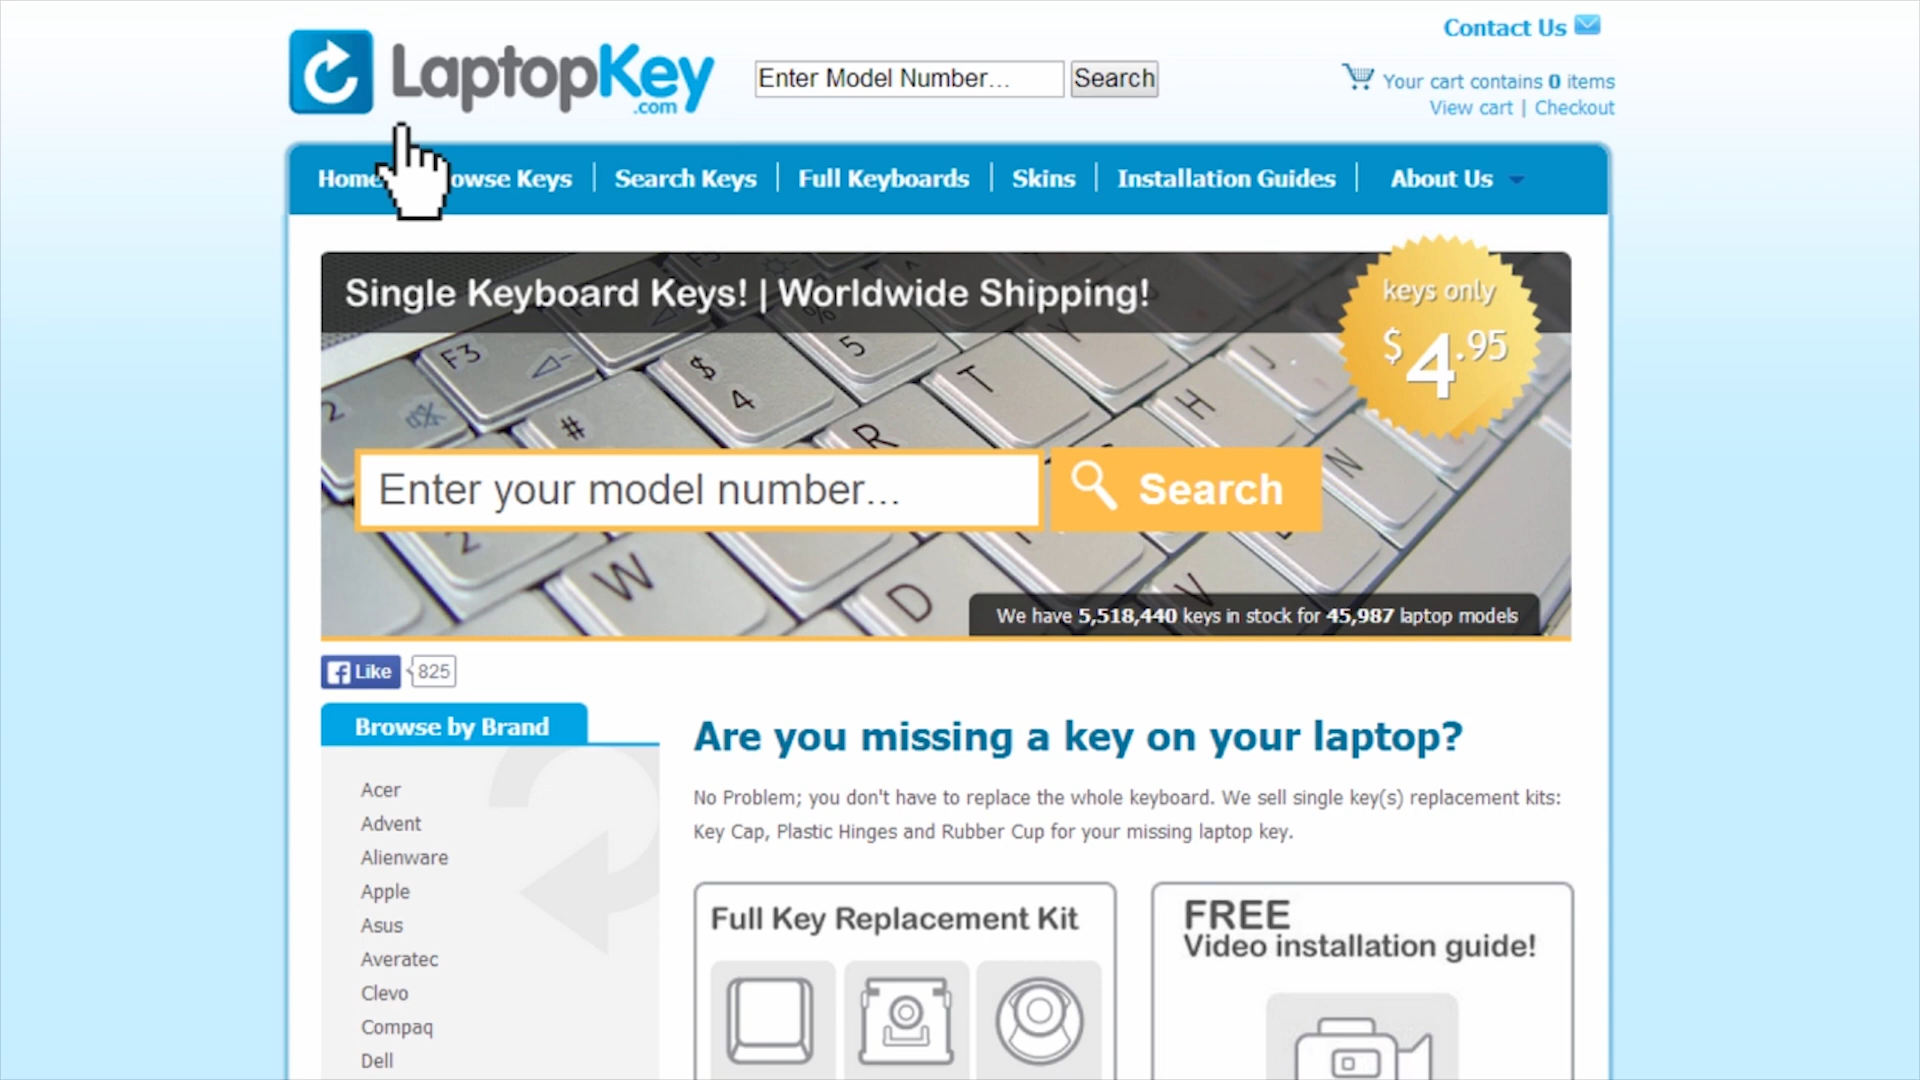 Contact Us
LaptopKey
.com
Enter Model Number...
Search
Your cart contains 0 items
View cart | Checkout
Home
owse Keys
Search Keys
Full Keyboards
Skins
Installation Guides
About Us
Single Keyboard Keys! | Worldwide Shipping!
keys only
$4.95
F3
$
4
%
5
2
#
R
T
H
J
N
Enter your model number...
Search
2
W
D
V
We have 5,518,440 keys in stock for 45,987 laptop models
Like
825
Browse by Brand
Acer
Advent
Alienware
Apple
Asus
Averatec
Clevo
Compaq
Dell
Are you missing a key on your laptop?
No Problem; you don't have to replace the whole keyboard. We sell single key(s) replacement kits:
Key Cap, Plastic Hinges and Rubber Cup for your missing laptop key.
Full Key Replacement Kit
FREE
Video installation guide!